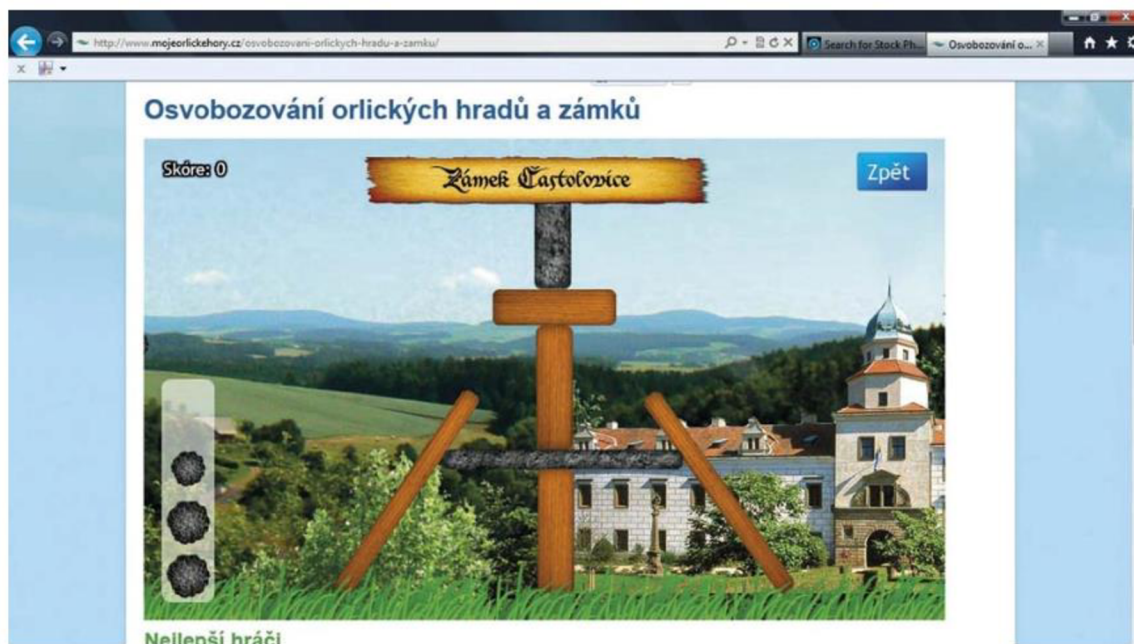 http://www.mojeorlickehory.cz/osvobozovani-orlickych-hradu-a-zamku/
Search for Stock Ph...
Osvobozování o...
Osvobozování orlických hradů a zámků
Skóre: 0
Zámek Častolovice
Zpět
Nejlepší hráči